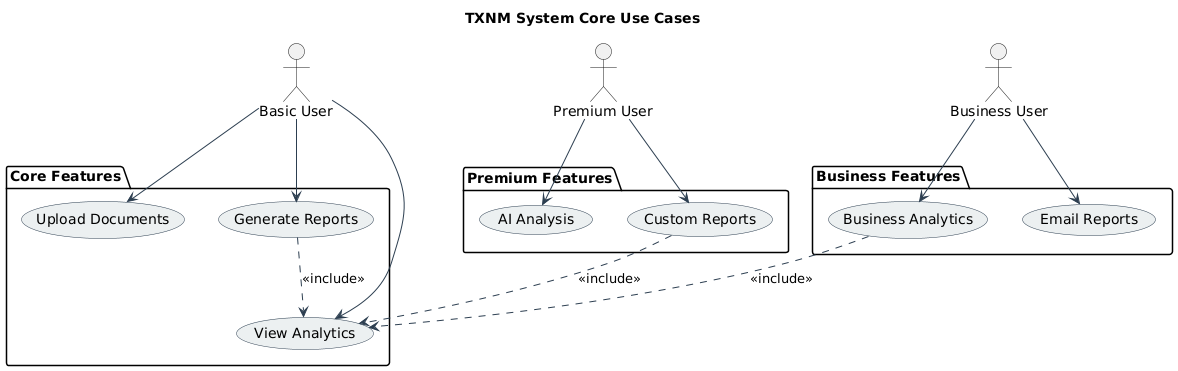 TXNM System Core Use Cases
Basic User
Premium User
Business User
Core Features
Premium Features
Business Features
Upload Documents
Generate Reports
AI Analysis
Custom Reports
Business Analytics
Email Reports
«include»
«include»
«include»
View Analytics